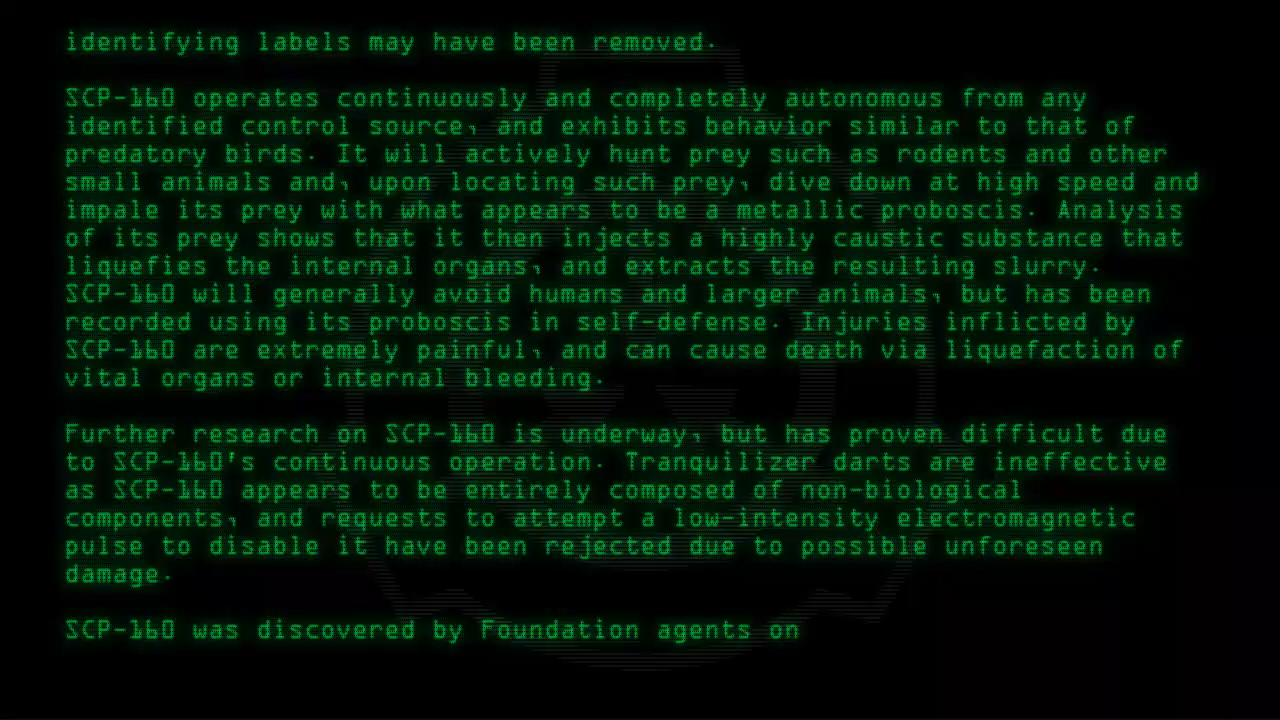 identifying labels may have been removed.
SCP-160 operates continuously and completely autonomous from any
identified control source, and exhibits behavior similar to that of
predatory birds. It will actively hunt prey such as rodents and other
small animals and, upon locating such prey, dive down at high speed and
impale its prey with what appears to be a metallic proboscis. Analysis
of its prey shows that it then injects a highly caustic substance that
liquefies the internal organs, and extracts the resulting slurry.
SCP-160 will generally avoid humans and larger animals, but has been
recorded using its proboscis in self-defense. Injuries inflicted by
SCP-160 are extremely painful, and can cause death via liquefaction of
vital organs or internal bleeding.
Further research on SCP-160 is underway, but has proven difficult due
to SCP-160's continuous operation. Tranquilizer darts are ineffective
as SCP-160 appears to be entirely composed of non-biological
components, and requests to attempt a low-intensity electromagnetic
pulse to disable it have been rejected due to possible unforeseen
damage.
SCP-160 was discovered by Foundation agents on